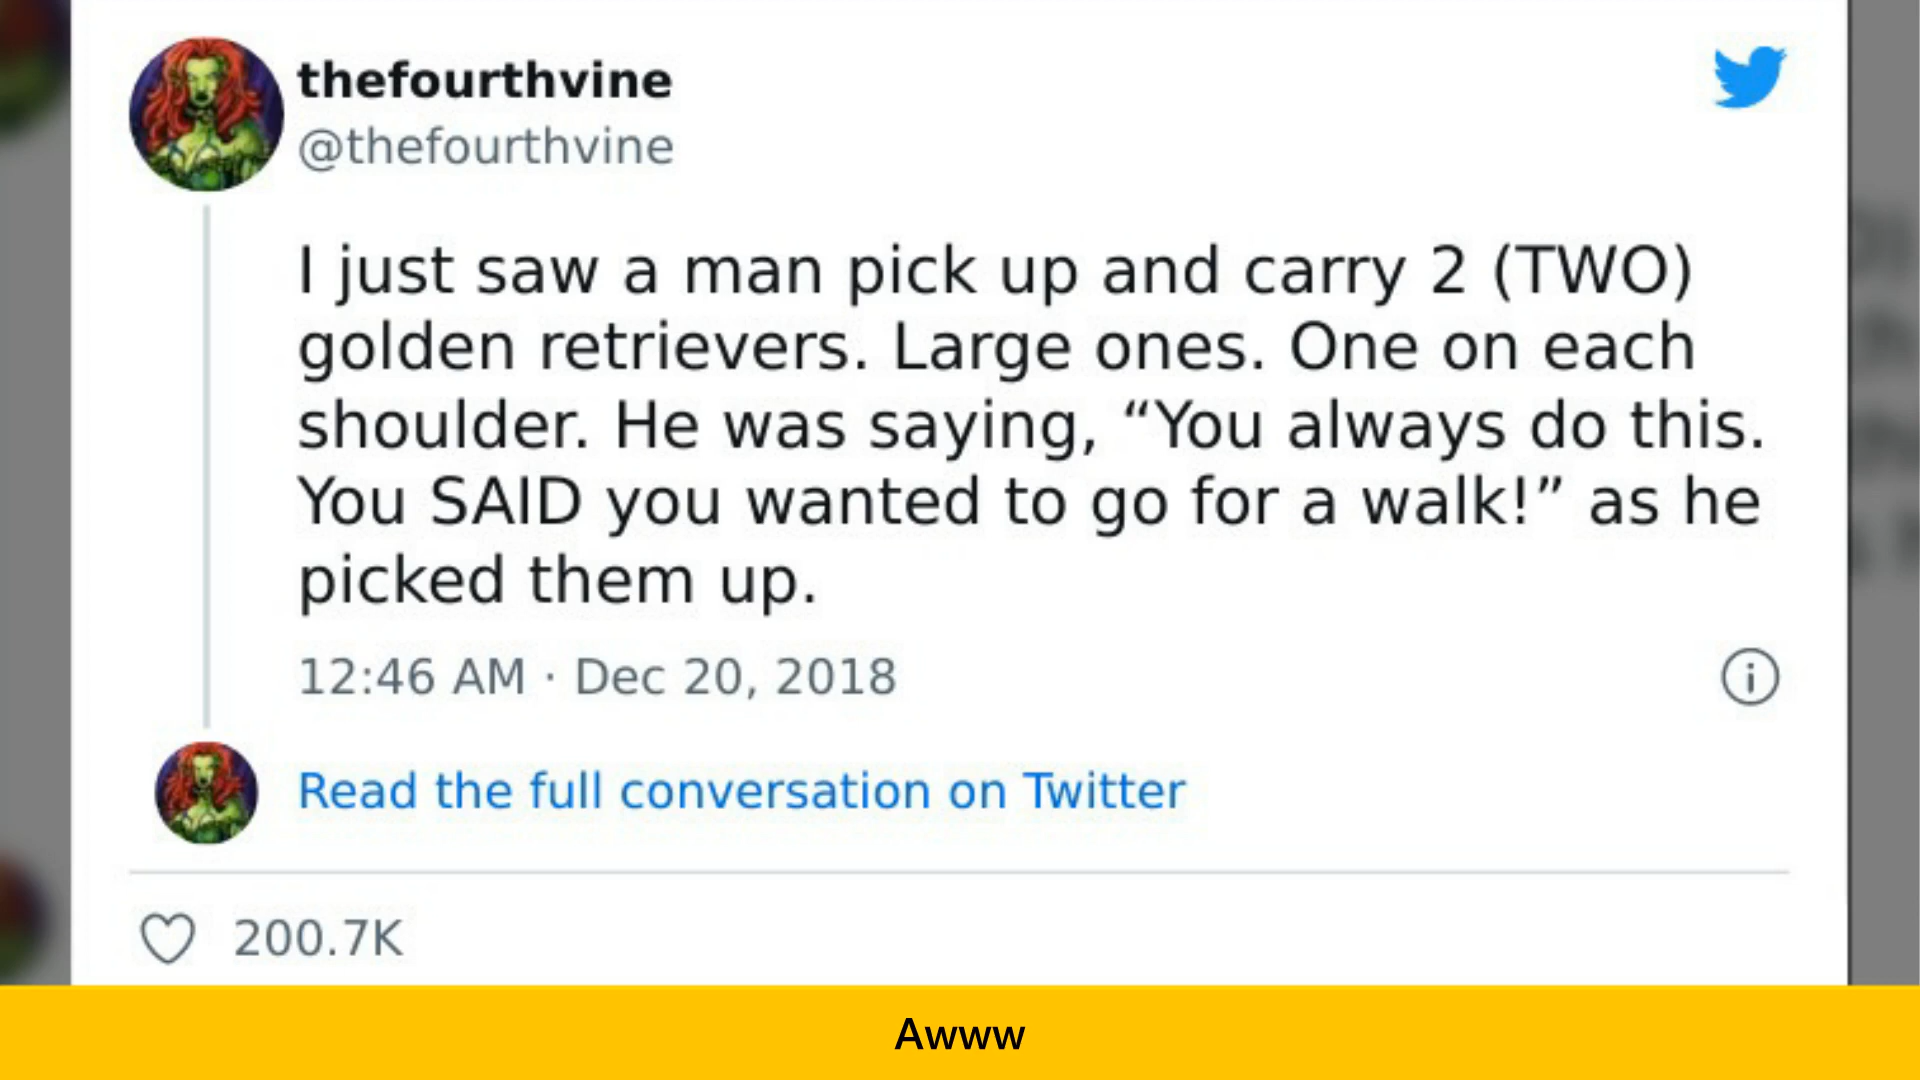 thefourthvine
@thefourthvine
I just saw a man pick up and carry 2 (TWO)
golden retrievers. Large ones. One on each
shoulder. He was saying, “You always do this.
You SAID you wanted to go for a walk!” as he
picked them up.
12:46 AM · Dec 20, 2018
Read the full conversation on Twitter
200.7K
Awww